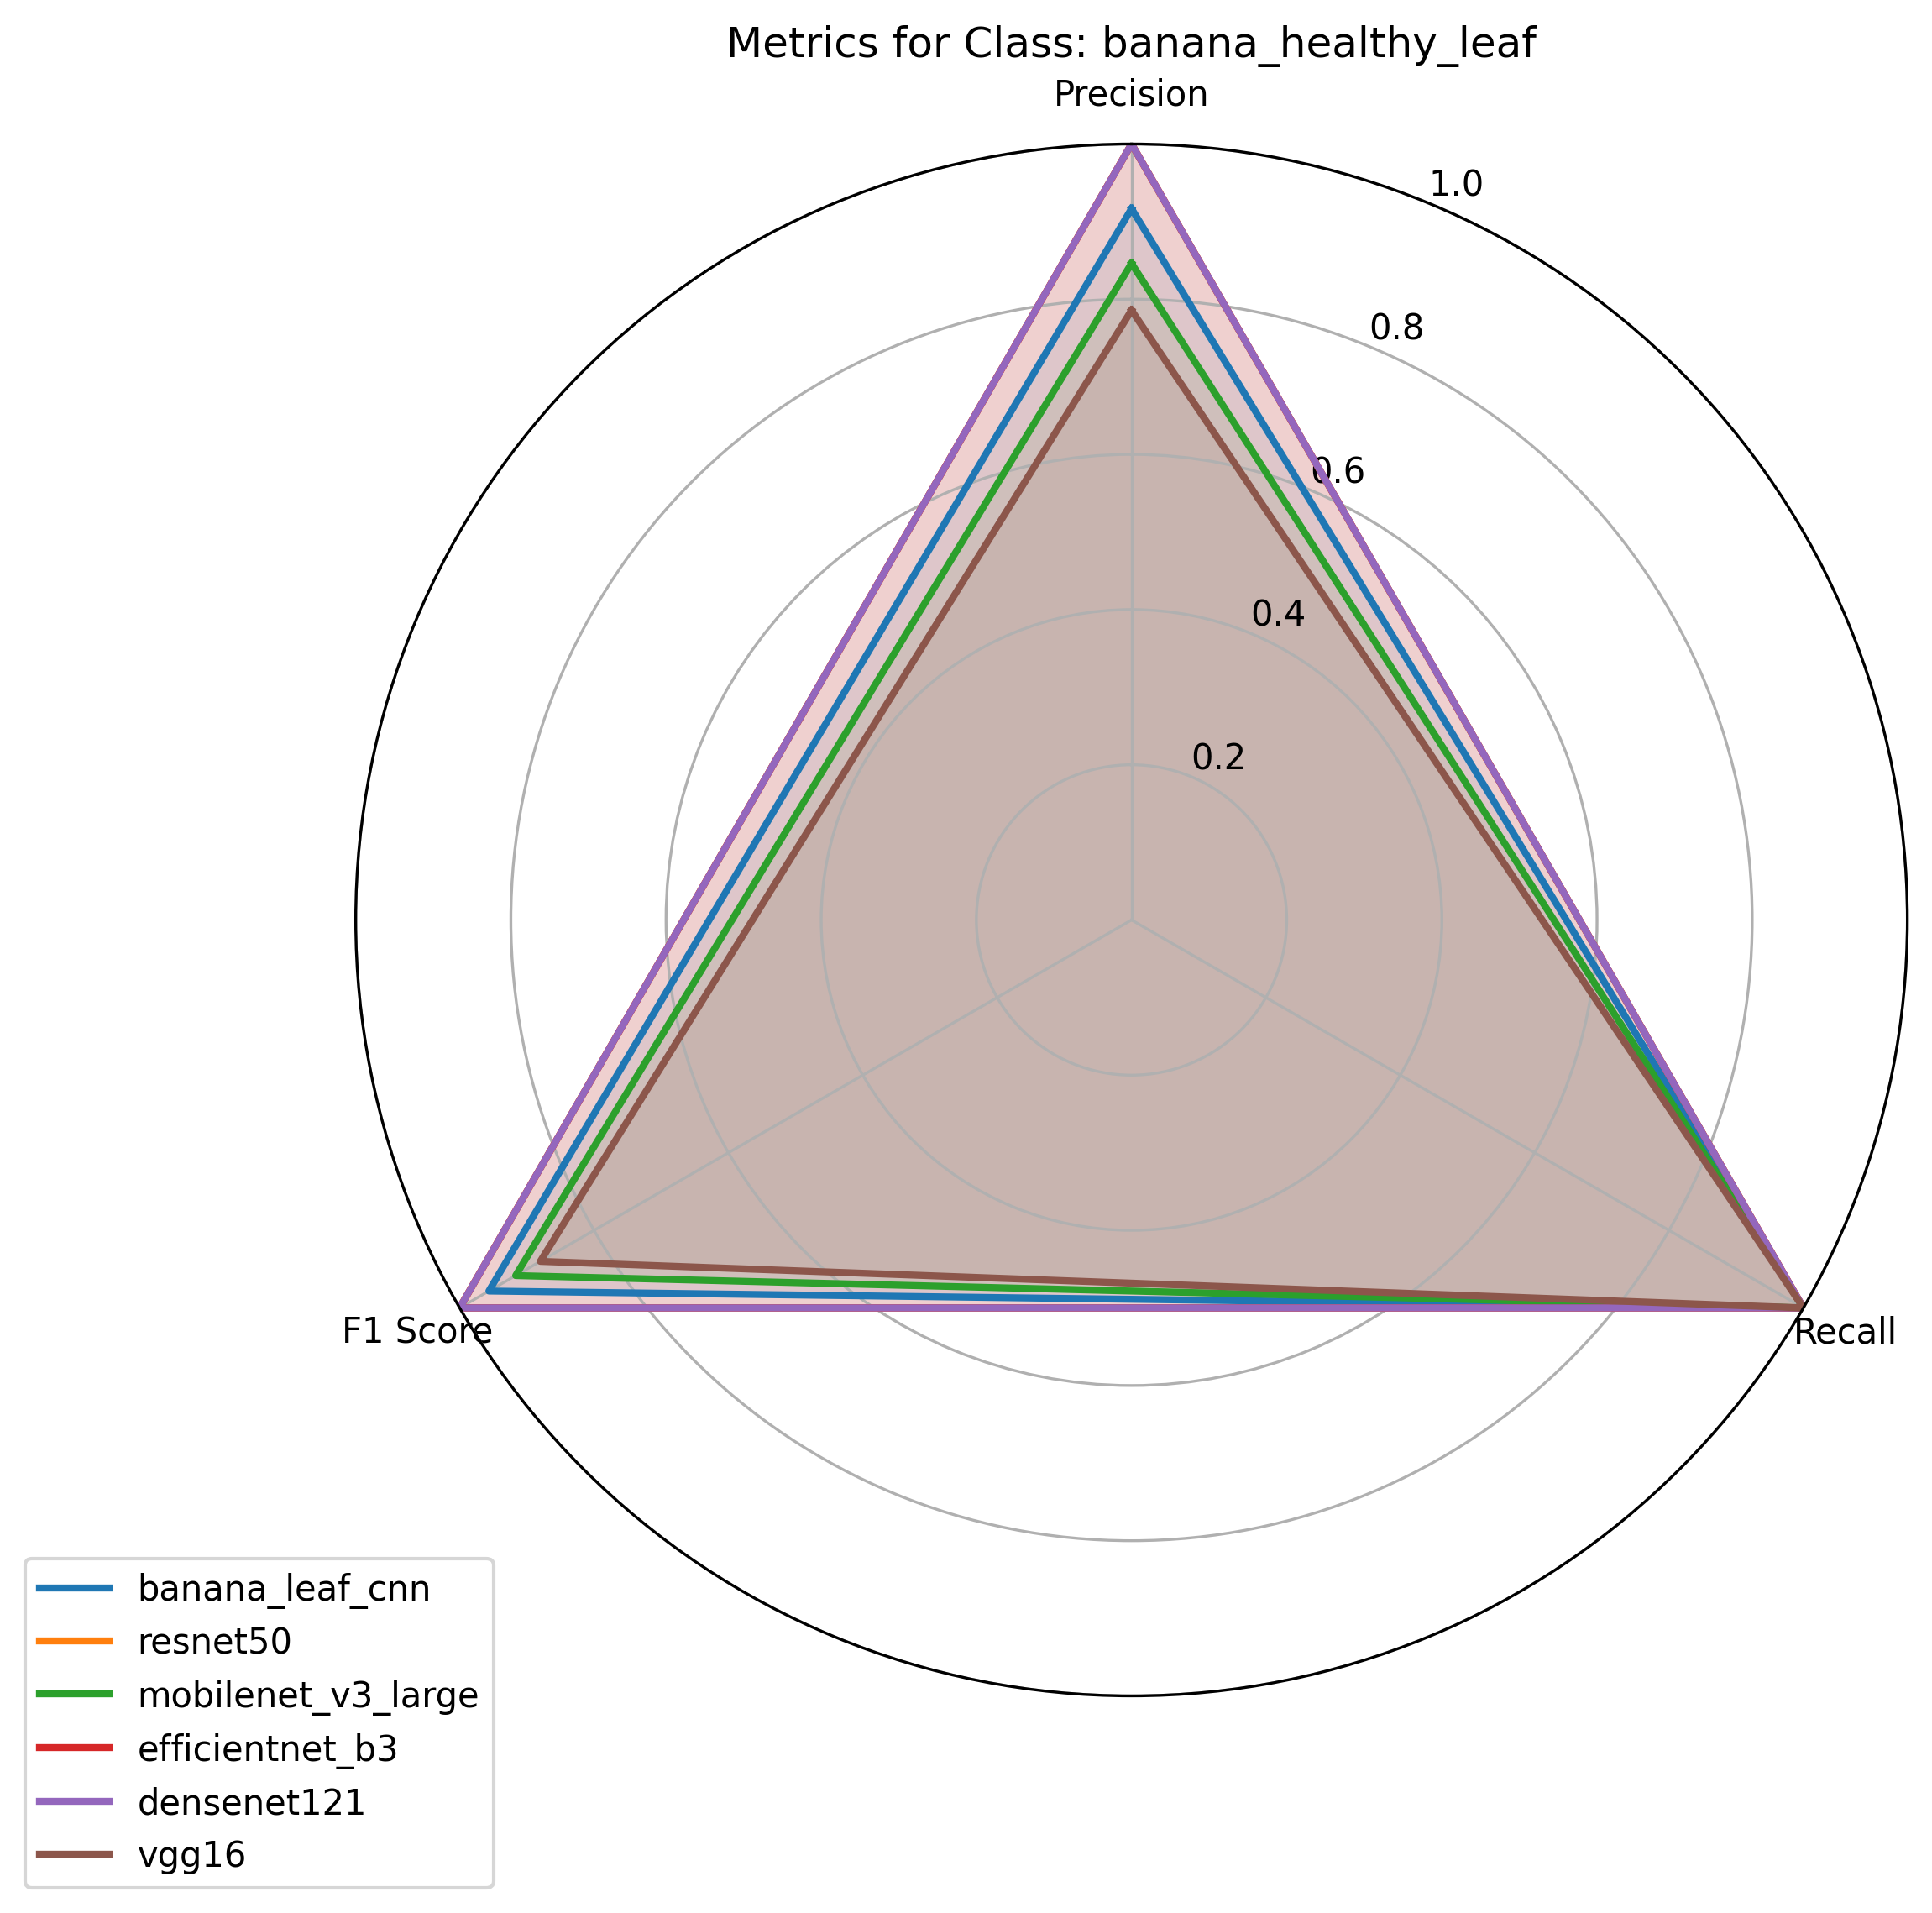 Metrics for Class: banana_healthy_leaf
Precision
1.0
0.8
0.6
0.4
0.2
F1 Score
Recall
banana_leaf_cnn
resnet50
mobilenet_v3_large
efficientnet_b3
densenet121
vgg16